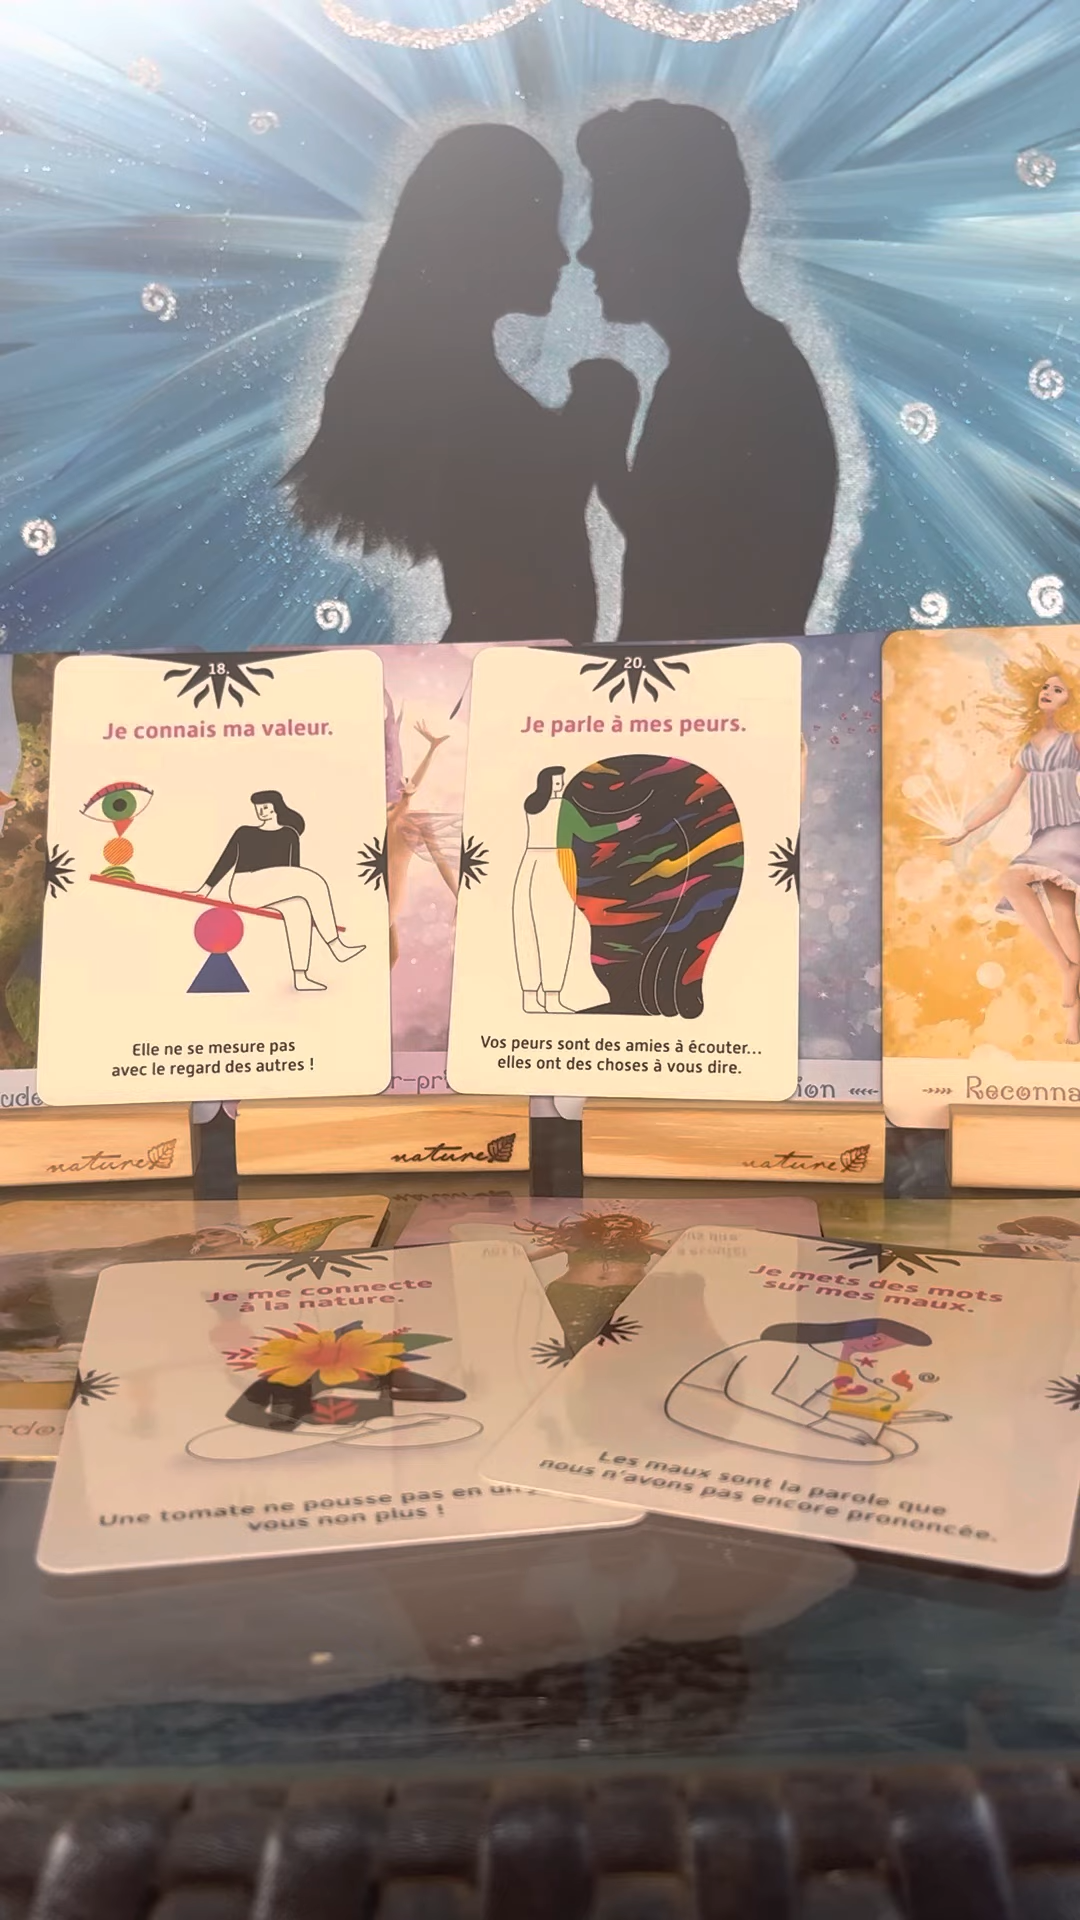 18.
Je connais ma valeur.
Elle ne se mesure pas
avec le regard des autres !
20.
Je parle à mes peurs.
Vos peurs sont des amies à écouter...
elles ont des choses à vous dire.
ude
r-pr
ion
Reconna
nature
nature
nature
Je me connecte
à la nature.
Une tomate ne pousse pas en un
vous non plus !
Je mets des mots
sur mes maux.
Les maux sont la parole que
nous n'avons pas encore prononcée.